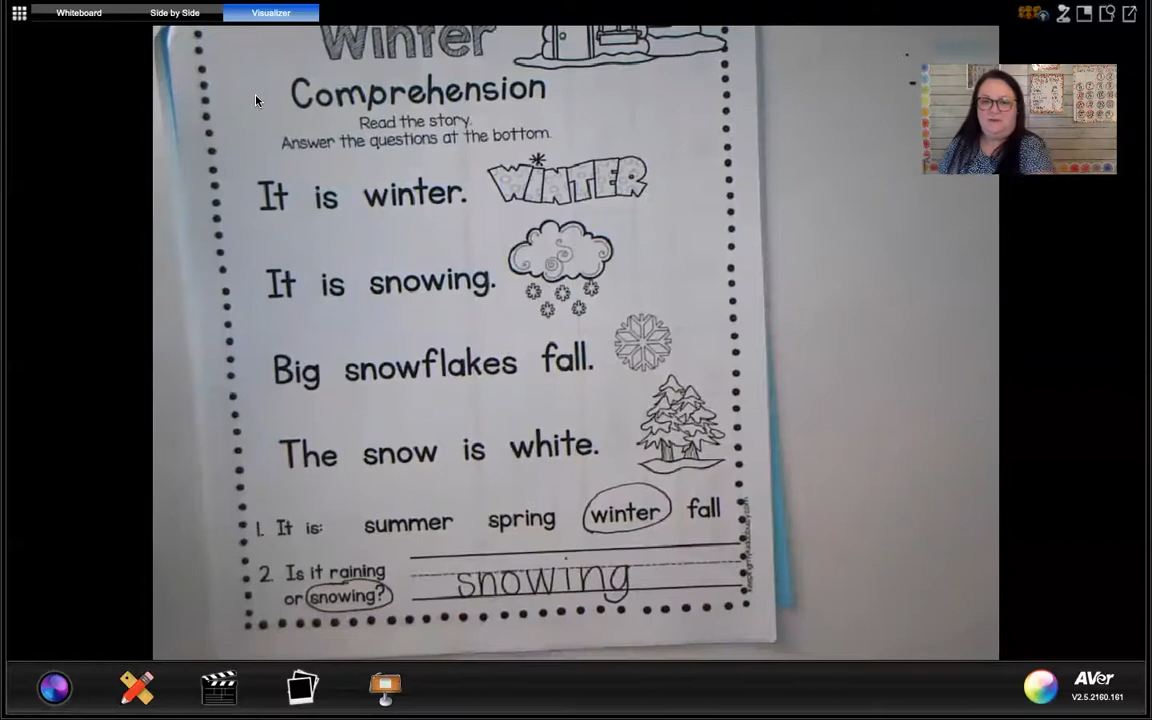 Whiteboard
Side by Side
Visualizer
Winter
Comprehension
Read the story.
Answer the questions at the bottom.
It is winter. WINTER
It is snowing.
Big snowflakes fall.
The snow is white.
1. It is: summer spring winter fall
2. Is it raining
or snowing? snowing
AVer
V2.5.2160.161